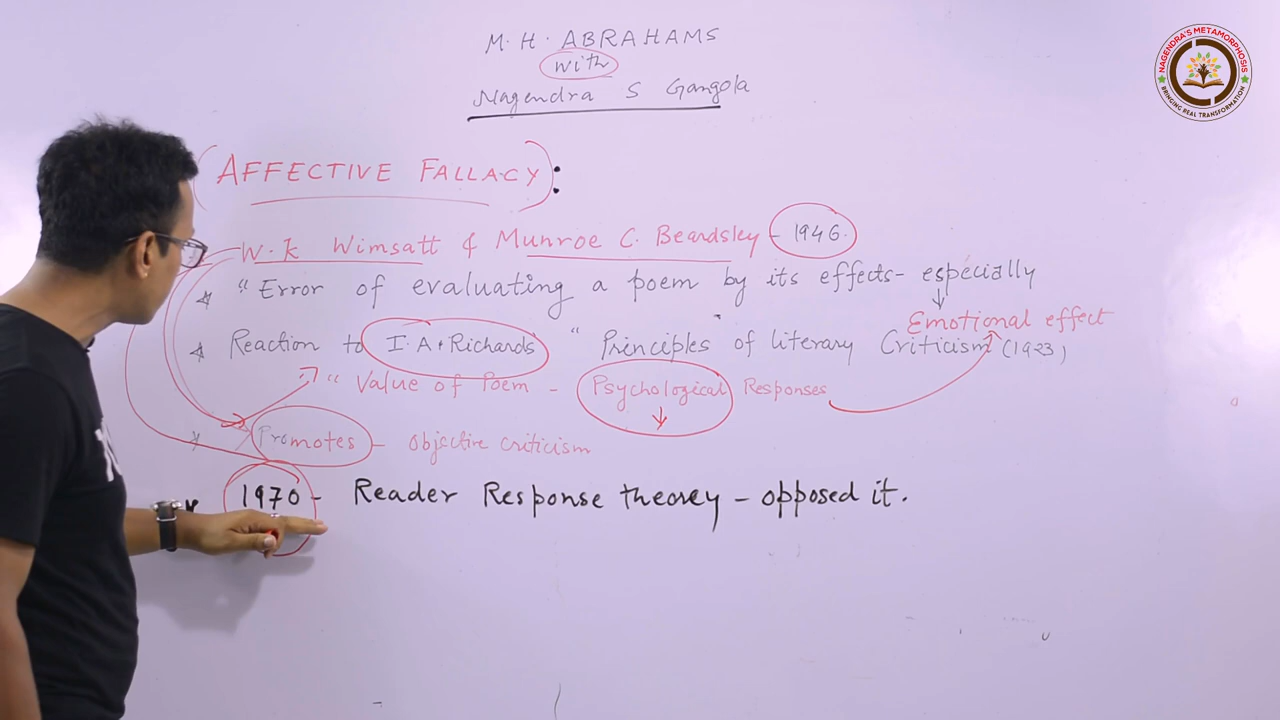 M. H. ABRAHAMS
with
Nagendra S Gangola
NAGENDRA'S METAMORPHOSIS
BRINGING REAL TRANSFORMATION
(AFFECTIVE FALLACY):
W. K Wimsatt & Munroe C. Beardsley - 1946.
"Error of evaluating a poem by its effects- especially
Emotional effect
Reaction to I. A. Richards "Principles of literary Criticism (1923)
"Value of Poem - Psychological Responses
Promotes - objective criticism
1970 - Reader Response theory - opposed it.